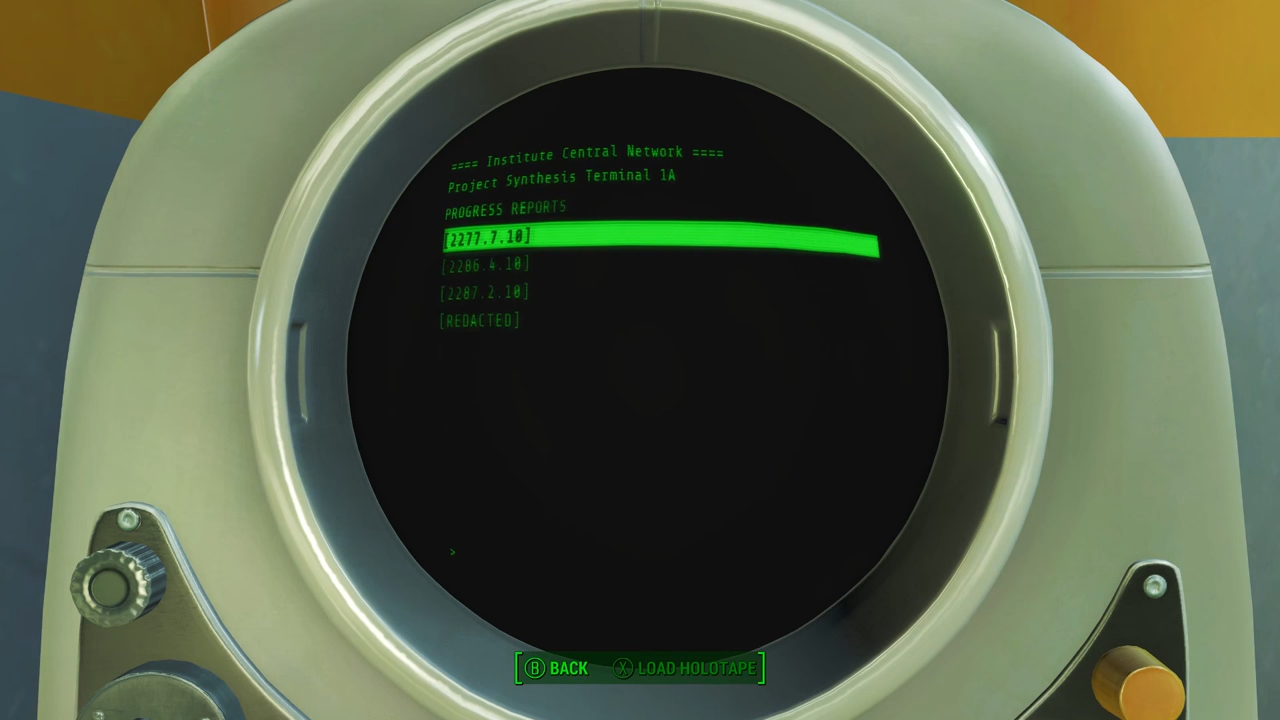 ==== Institute Central Network ====
Project Synthesis Terminal 1A
PROGRESS REPORTS
[2277.7.10]
[2286.4.10]
[2287.2.10]
[REDACTED]
>
B BACK X LOAD HOLOTAPE